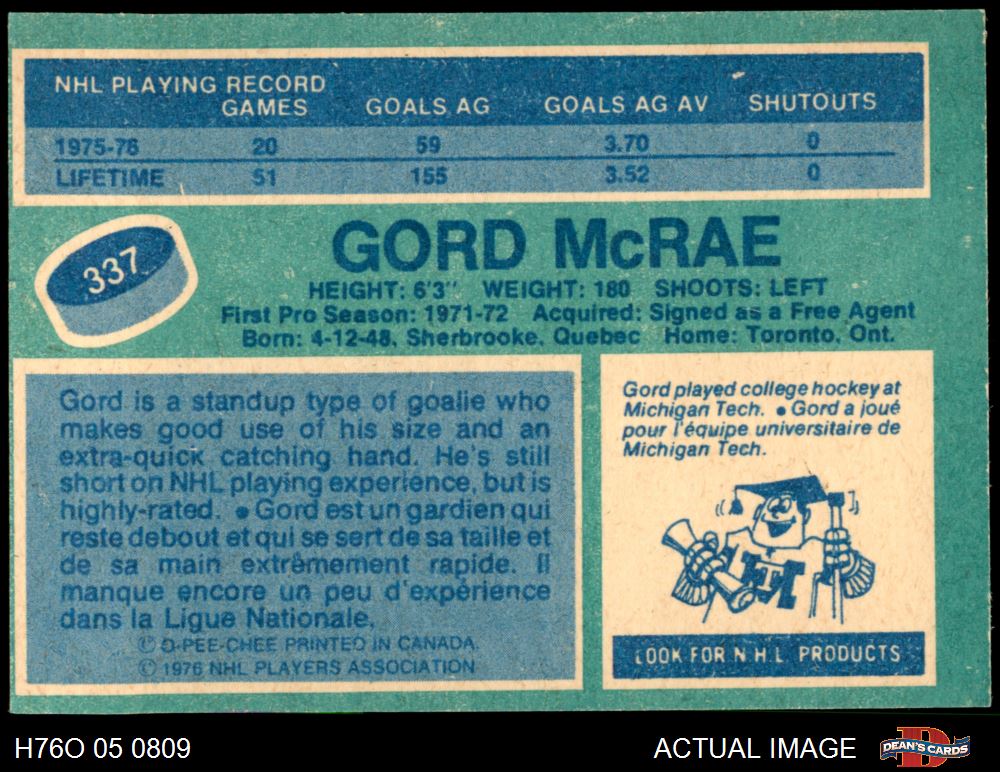 NHL PLAYING RECORD
GAMES GOALS AG GOALS AG AV SHUTOUTS
1975-76 20 59 3.70 0
LIFETIME 51 155 3.52 0
337
GORD McRAE
HEIGHT: 6'3" WEIGHT: 180 SHOOTS: LEFT
First Pro Season: 1971-72 Acquired: Signed as a Free Agent
Born: 4-12-48, Sherbrooke, Quebec Home: Toronto, Ont.
Gord is a standup type of goalie who
makes good use of his size and an
extra-quick catching hand. He's still
short on NHL playing experience, but is
highly-rated. • Gord est un gardien qui
reste debout et qui se sert de sa taille et
de sa main extrêmement rapide. Il
manque encore un peu d'expérience
dans la Ligue Nationale.
© O-PEE-CHEE PRINTED IN CANADA.
© 1976 NHL PLAYERS ASSOCIATION
Gord played college hockey at
Michigan Tech. • Gord a joué
pour l'équipe universitaire de
Michigan Tech.
LOOK FOR N.H.L. PRODUCTS
H76O 05 0809
ACTUAL IMAGE
D
DEAN'S CARDS